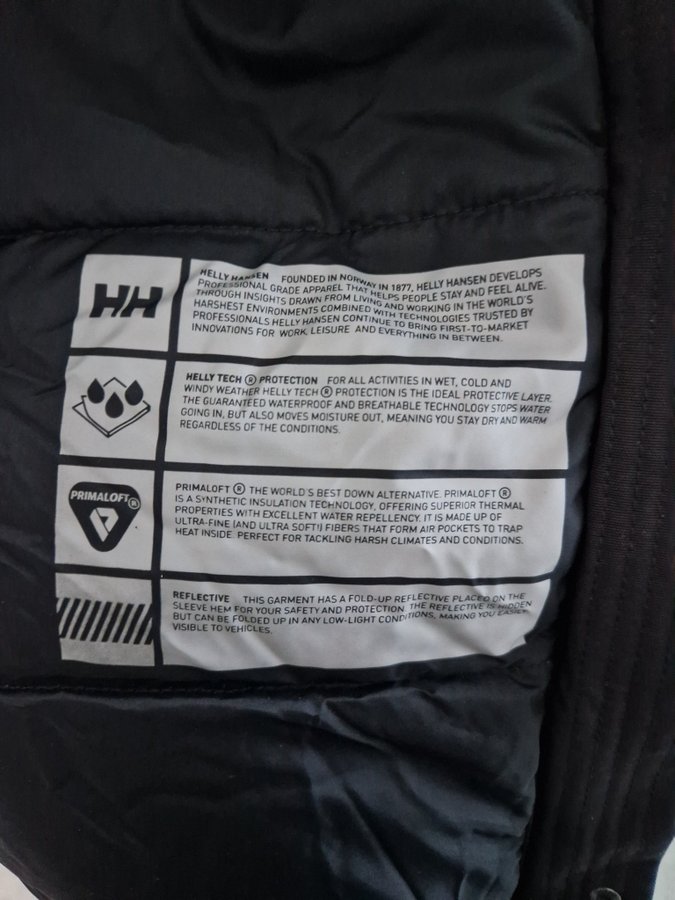 HH
HELLY HANSEN FOUNDED IN NORWAY IN 1877, HELLY HANSEN DEVELOPS
PROFESSIONAL GRADE APPAREL THAT HELPS PEOPLE STAY AND FEEL ALIVE.
THROUGH INSIGHTS DRAWN FROM LIVING AND WORKING IN THE WORLD'S
HARSHEST ENVIRONMENTS COMBINED WITH TECHNOLOGIES TRUSTED BY
PROFESSIONALS HELLY HANSEN CONTINUE TO BRING FIRST-TO-MARKET
INNOVATIONS FOR WORK, LEISURE AND EVERYTHING IN BETWEEN.
HELLY TECH ® PROTECTION FOR ALL ACTIVITIES IN WET, COLD AND
WINDY WEATHER HELLY TECH ® PROTECTION IS THE IDEAL PROTECTIVE LAYER.
THE GUARANTEED WATERPROOF AND BREATHABLE TECHNOLOGY STOPS WATER
GOING IN, BUT ALSO MOVES MOISTURE OUT, MEANING YOU STAY DRY AND WARM
REGARDLESS OF THE CONDITIONS.
PRIMALOFT®
PRIMALOFT ® THE WORLD'S BEST DOWN ALTERNATIVE. PRIMALOFT ®
IS A SYNTHETIC INSULATION TECHNOLOGY, OFFERING SUPERIOR THERMAL
PROPERTIES WITH EXCELLENT WATER REPELLENCY. IT IS MADE UP OF
ULTRA-FINE (AND ULTRA SOFT!) FIBERS THAT FORM AIR POCKETS TO TRAP
HEAT INSIDE. PERFECT FOR TACKLING HARSH CLIMATES AND CONDITIONS.
REFLECTIVE THIS GARMENT HAS A FOLD-UP REFLECTIVE PLACED ON THE
SLEEVE HEM FOR YOUR SAFETY AND PROTECTION THE REFLECTIVE IS HIDDEN
BUT CAN BE FOLDED UP IN ANY LOW-LIGHT CONDITIONS, MAKING YOU EASILY
VISIBLE TO VEHICLES.